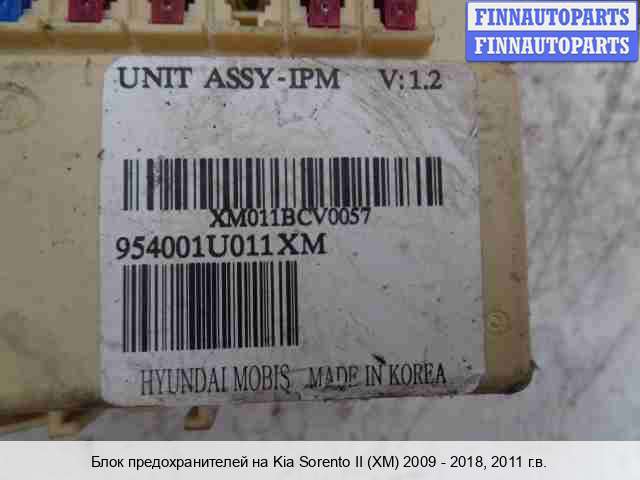 FINNAUTOPARTS
FINNAUTOPARTS
UNIT ASSY-IPM V: 1.2
XM011BCV0057
954001U011XM
HYUNDAI MOBIS MADE IN KOREA
Блок предохранителей на Kia Sorento II (XM) 2009 - 2018, 2011 г.в.